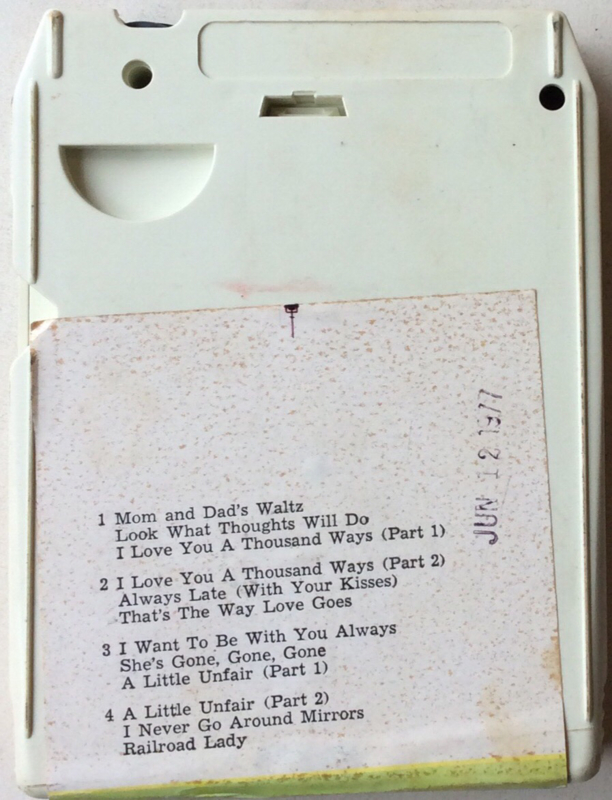 1 Mom and Dad's Waltz
Look What Thoughts Will Do
I Love You A Thousand Ways (Part 1)
2 I Love You A Thousand Ways (Part 2)
Always Late (With Your Kisses)
That's The Way Love Goes
3 I Want To Be With You Always
She's Gone, Gone, Gone
A Little Unfair (Part 1)
4 A Little Unfair (Part 2)
I Never Go Around Mirrors
Railroad Lady
JUN 12 1977